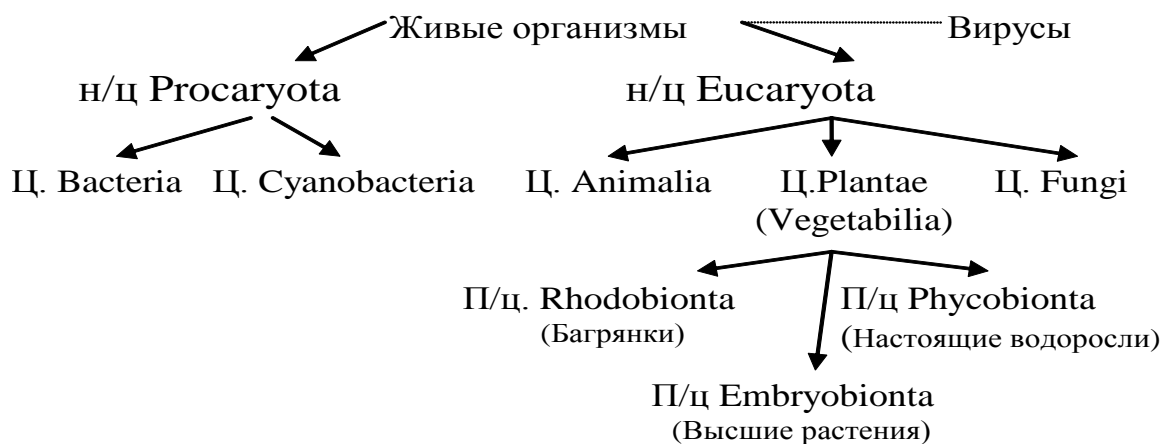 Живые организмы Вирусы
н/ц Procaryota н/ц Eucaryota
Ц. Bacteria Ц. Cyanobacteria Ц. Animalia Ц.Plantae Ц. Fungi
(Vegetabilia)
П/ц. Rhodobionta П/ц Phycobionta
(Багрянки) (Настоящие водоросли)
П/ц Embryobionta
(Высшие растения)